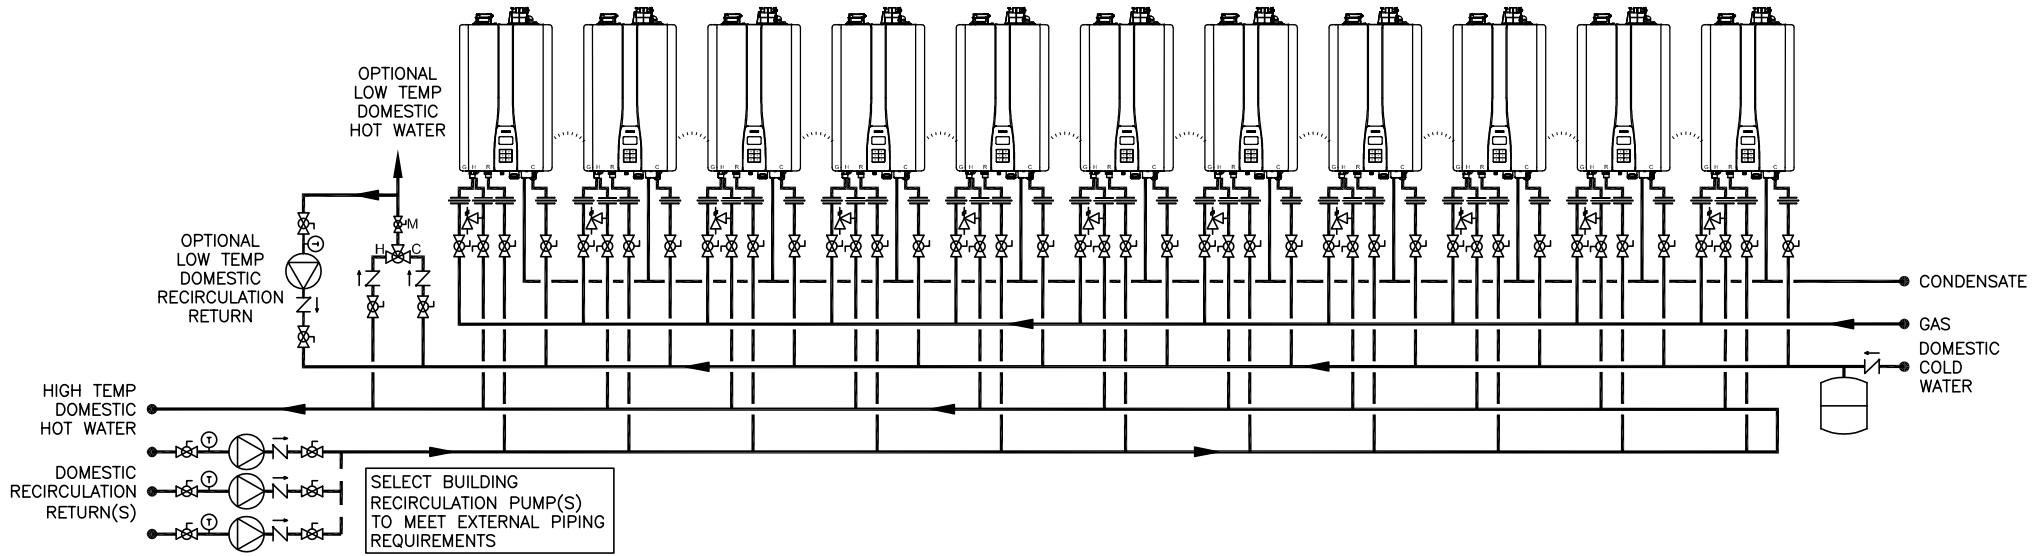 OPTIONAL
LOW TEMP
DOMESTIC
HOT WATER
G H R C
G H R C
G H R C
G H R C
G H R C
G H R C
G H R C
G H R C
G H R C
G H R C
G H R C
M
H C
OPTIONAL
LOW TEMP
DOMESTIC
RECIRCULATION
RETURN
T
CONDENSATE
GAS
DOMESTIC
COLD
WATER
HIGH TEMP
DOMESTIC
HOT WATER
T
T
T
DOMESTIC
RECIRCULATION
RETURN(S)
SELECT BUILDING
RECIRCULATION PUMP(S)
TO MEET EXTERNAL PIPING
REQUIREMENTS